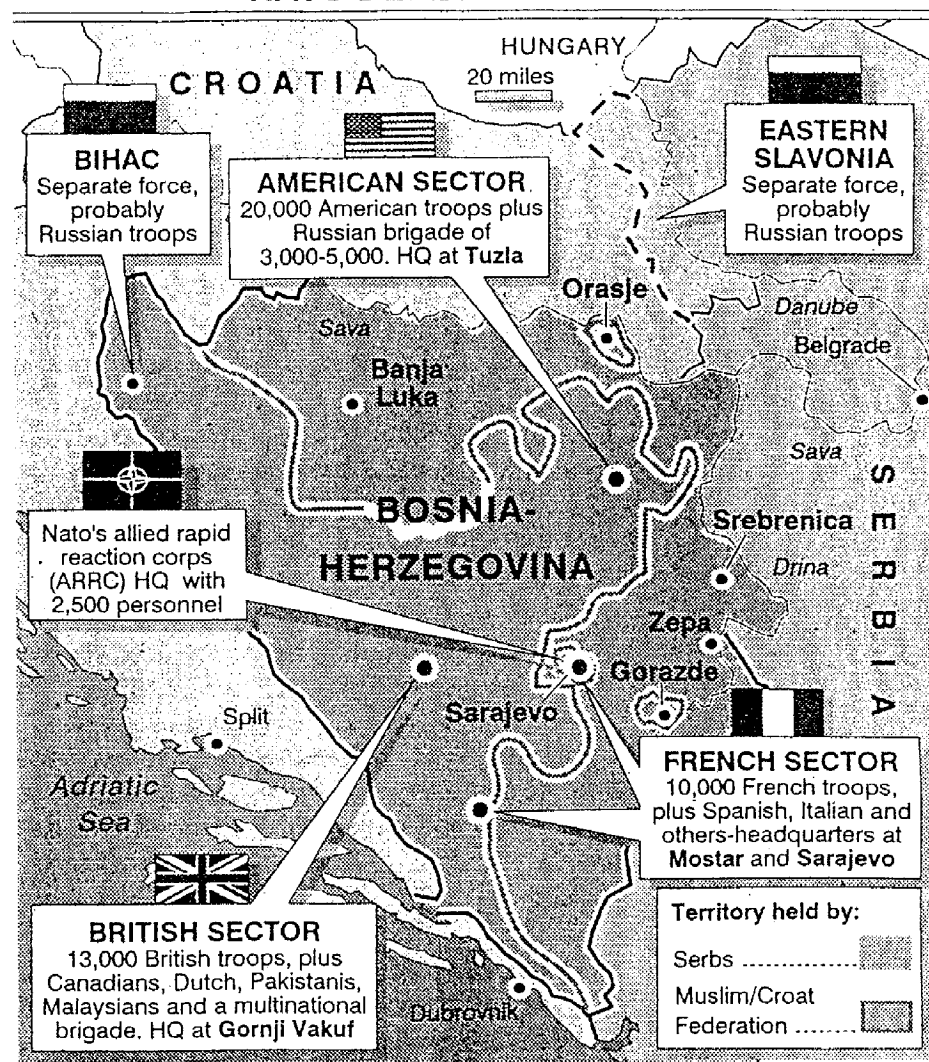 HUNGARY
20 miles
CROATIA
BIHAC
Separate force,
probably
Russian troops
AMERICAN SECTOR
20,000 American troops plus
Russian brigade of
3,000-5,000. HQ at Tuzla
EASTERN
SLAVONIA
Separate force,
probably
Russian troops
Orasje
Danube
Sava
Belgrade
Banja
Luka
Sava
SERBIA
Nato's allied rapid
reaction corps
(ARRC) HQ with
2,500 personnel
BOSNIA-
HERZEGOVINA
Srebrenica
Drina
Zepa
Gorazde
Sarajevo
Split
Adriatic
Sea
FRENCH SECTOR
10,000 French troops,
plus Spanish, Italian and
others-headquarters at
Mostar and Sarajevo
BRITISH SECTOR
13,000 British troops, plus
Canadians, Dutch, Pakistanis,
Malaysians and a multinational
brigade. HQ at Gornji Vakuf
Dubrovnik
Territory held by:
Serbs ...............
Muslim/Croat
Federation .......